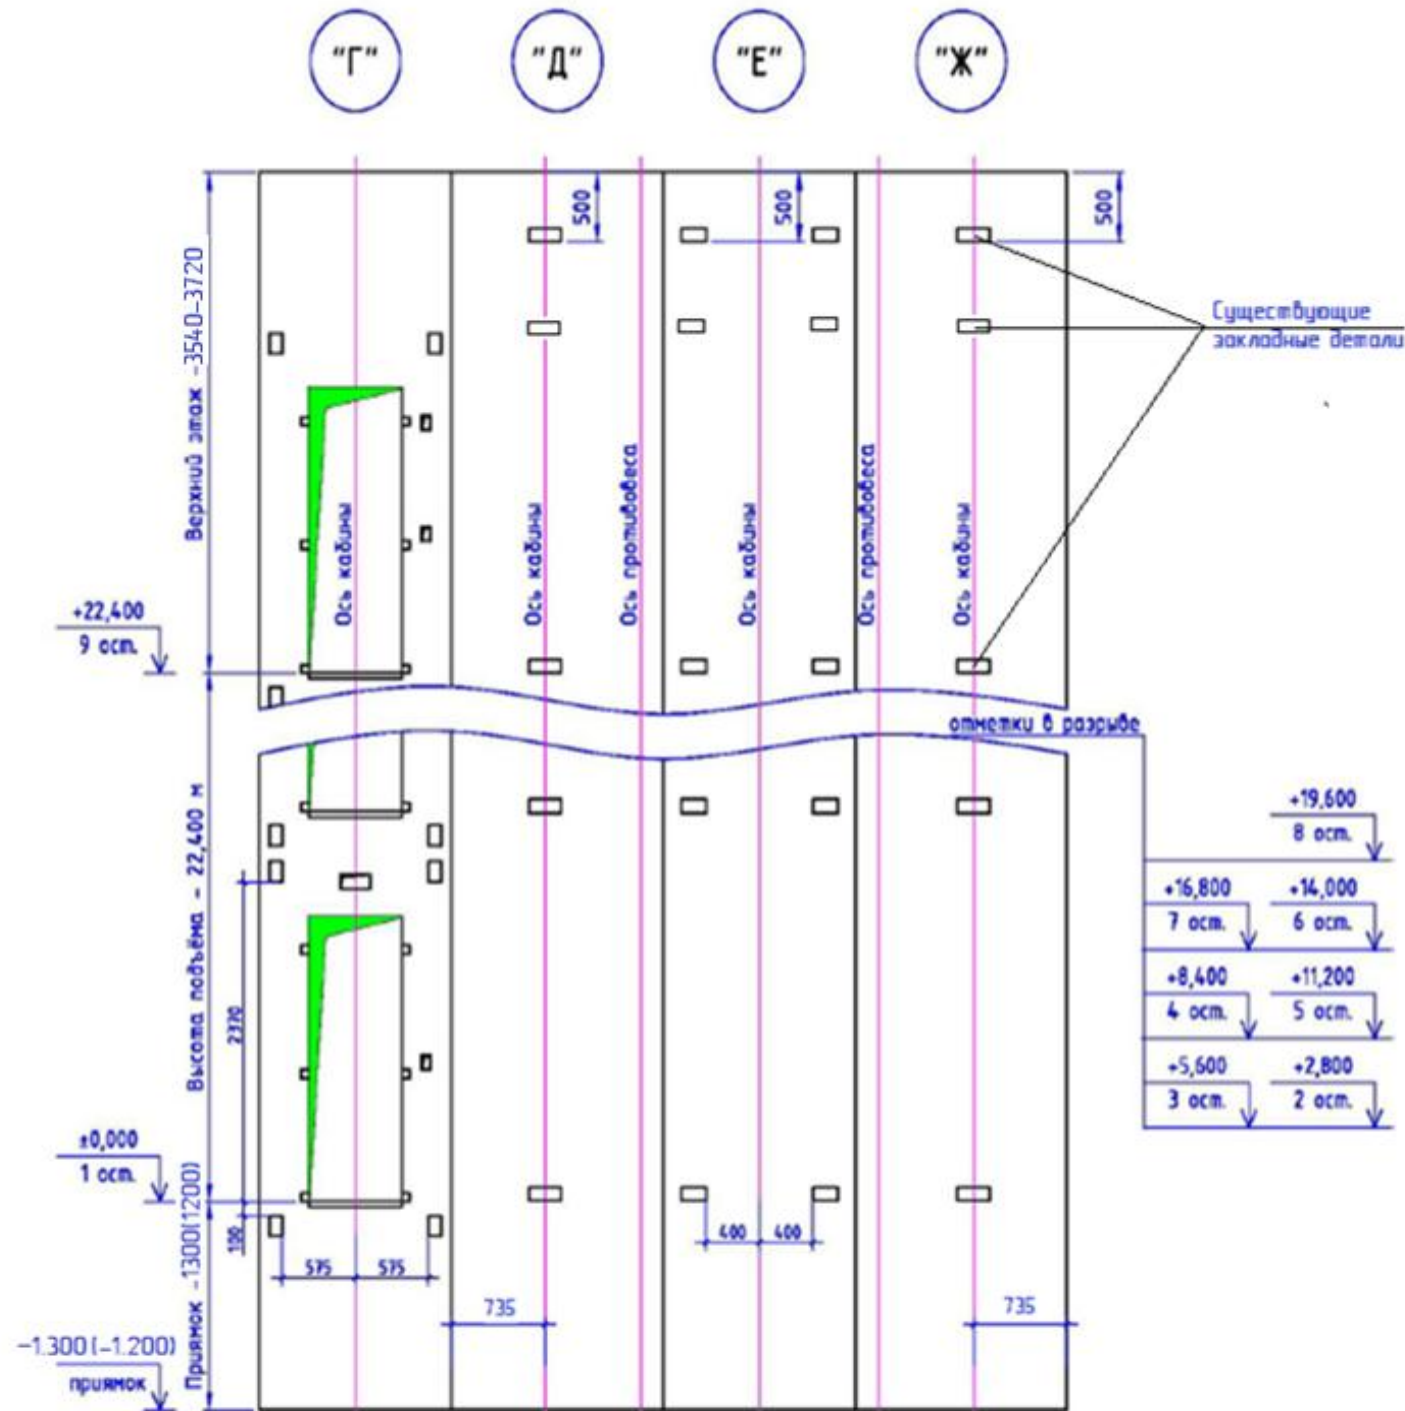 "Г"
"Д"
"Е"
"Ж"
500
500
500
Существующие
закладные детали
Верхний этаж -3540-3720
Ось кабины
Ось кабины
Ось противовеса
Ось кабины
Ось противовеса
Ось кабины
+22,400
9 ост.
отметки в разрыве
+19,600
8 ост.
+16,800
7 ост.
+14,000
6 ост.
+8,400
4 ост.
+11,200
5 ост.
+5,600
3 ост.
+2,800
2 ост.
Высота подъёма - 22,400 м
2370
±0,000
1 ост.
Приямок -1300(1200)
575
575
400
400
735
735
-1.300 (-1.200)
приямок